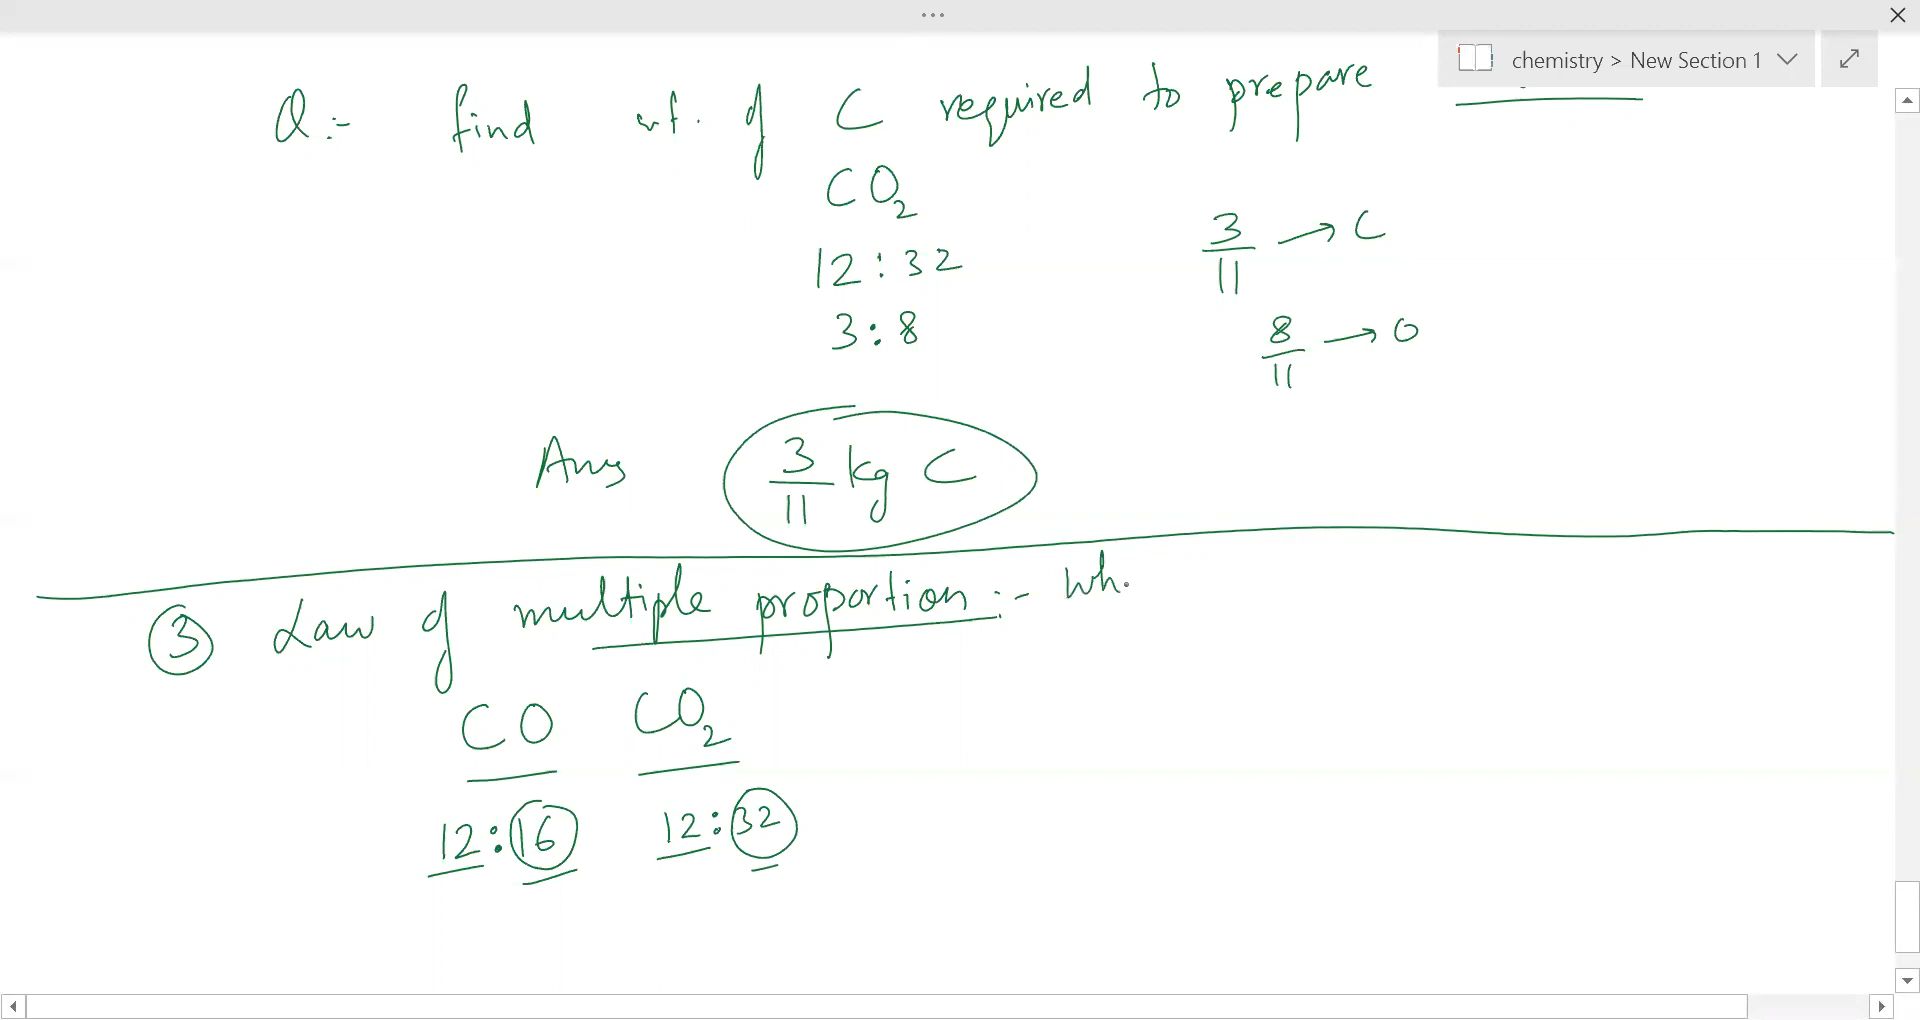 ...
chemistry > New Section 1
Q:- find wt. of C required to prepare
CO₂
12:32
3:8
3/11 → C
8/11 → O
Ans 3/11 kg C
③ Law of multiple proportion:- Wh
CO CO₂
12:16 12:32